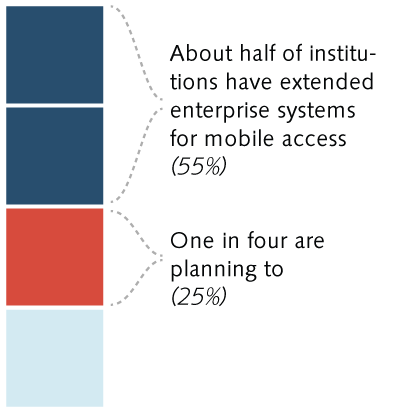 About half of institu-
tions have extended
enterprise systems
for mobile access
(55%)
One in four are
planning to
(25%)